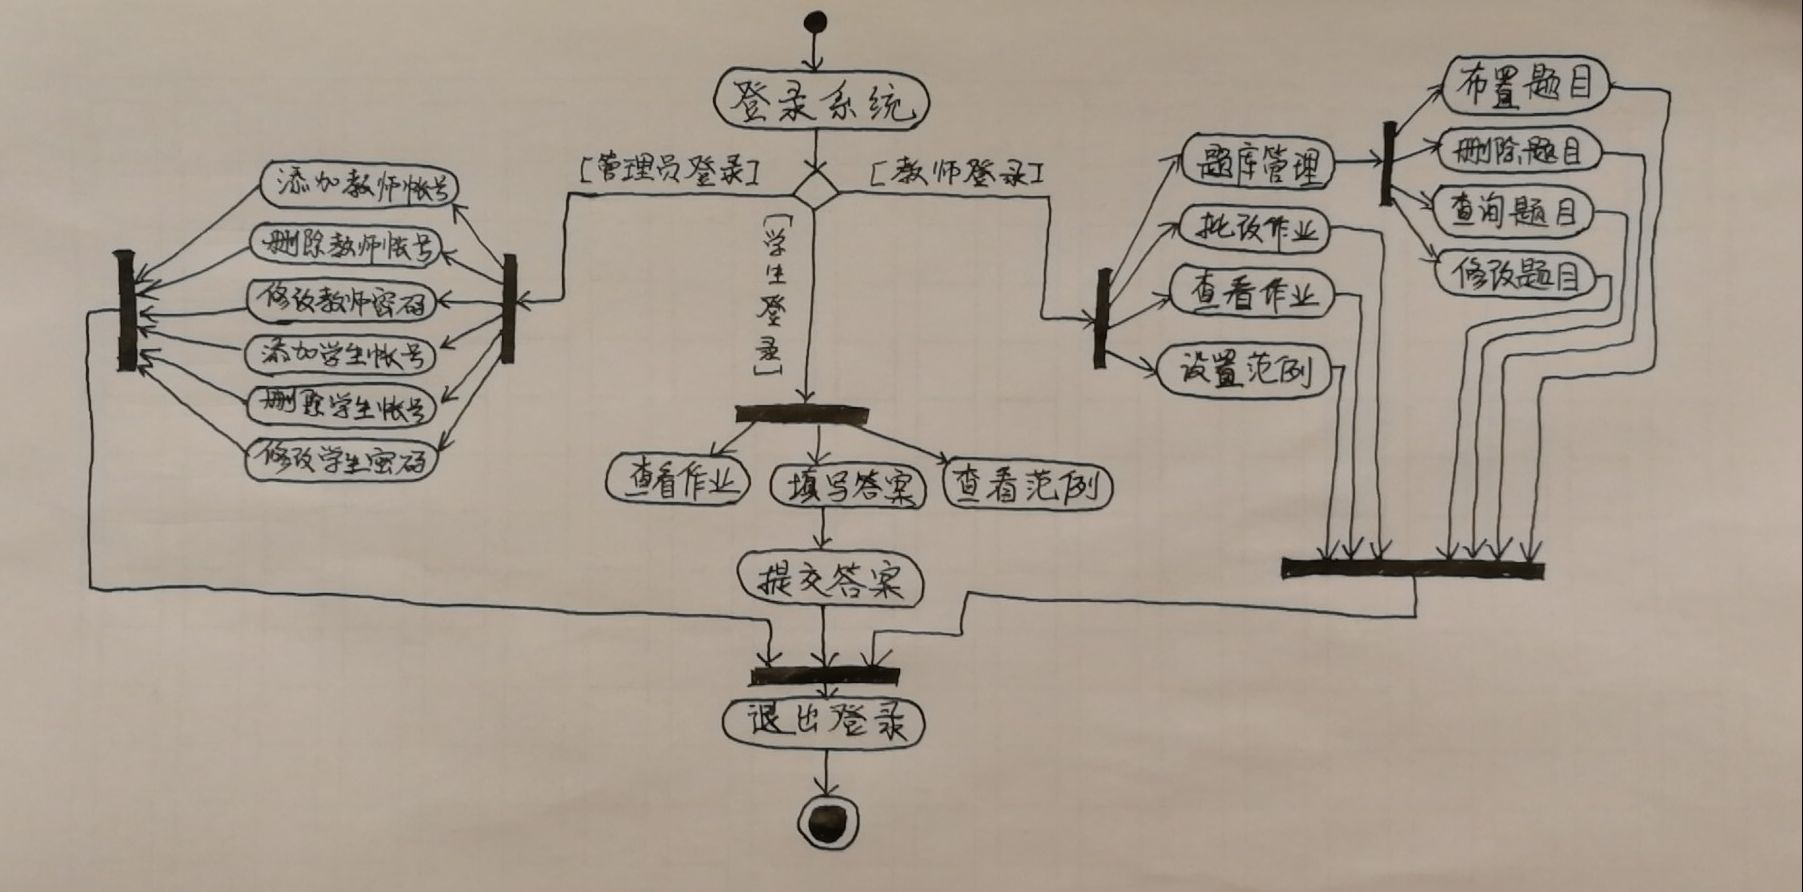 登录系统
[管理员登录]
[教师登录]
[学生登录]
添加教师帐号
删除教师帐号
修改教师密码
添加学生帐号
删除学生帐号
修改学生密码
题库管理
批改作业
查看作业
设置范例
布置题目
删除题目
查询题目
修改题目
查看作业
填写答案
查看范例
提交答案
退出登录